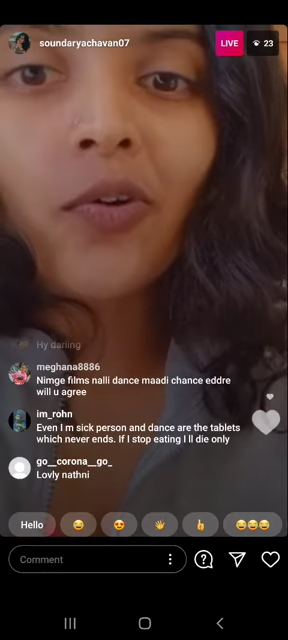 soundaryachavan07
LIVE
23
Hy darling
meghana8886
Nimge films nalli dance maadi chance eddre
will u agree
im_rohn
Even I m sick person and dance are the tablets
which never ends. If I stop eating I ll die only
go__corona__go_
Lovly nathni
Hello
Comment